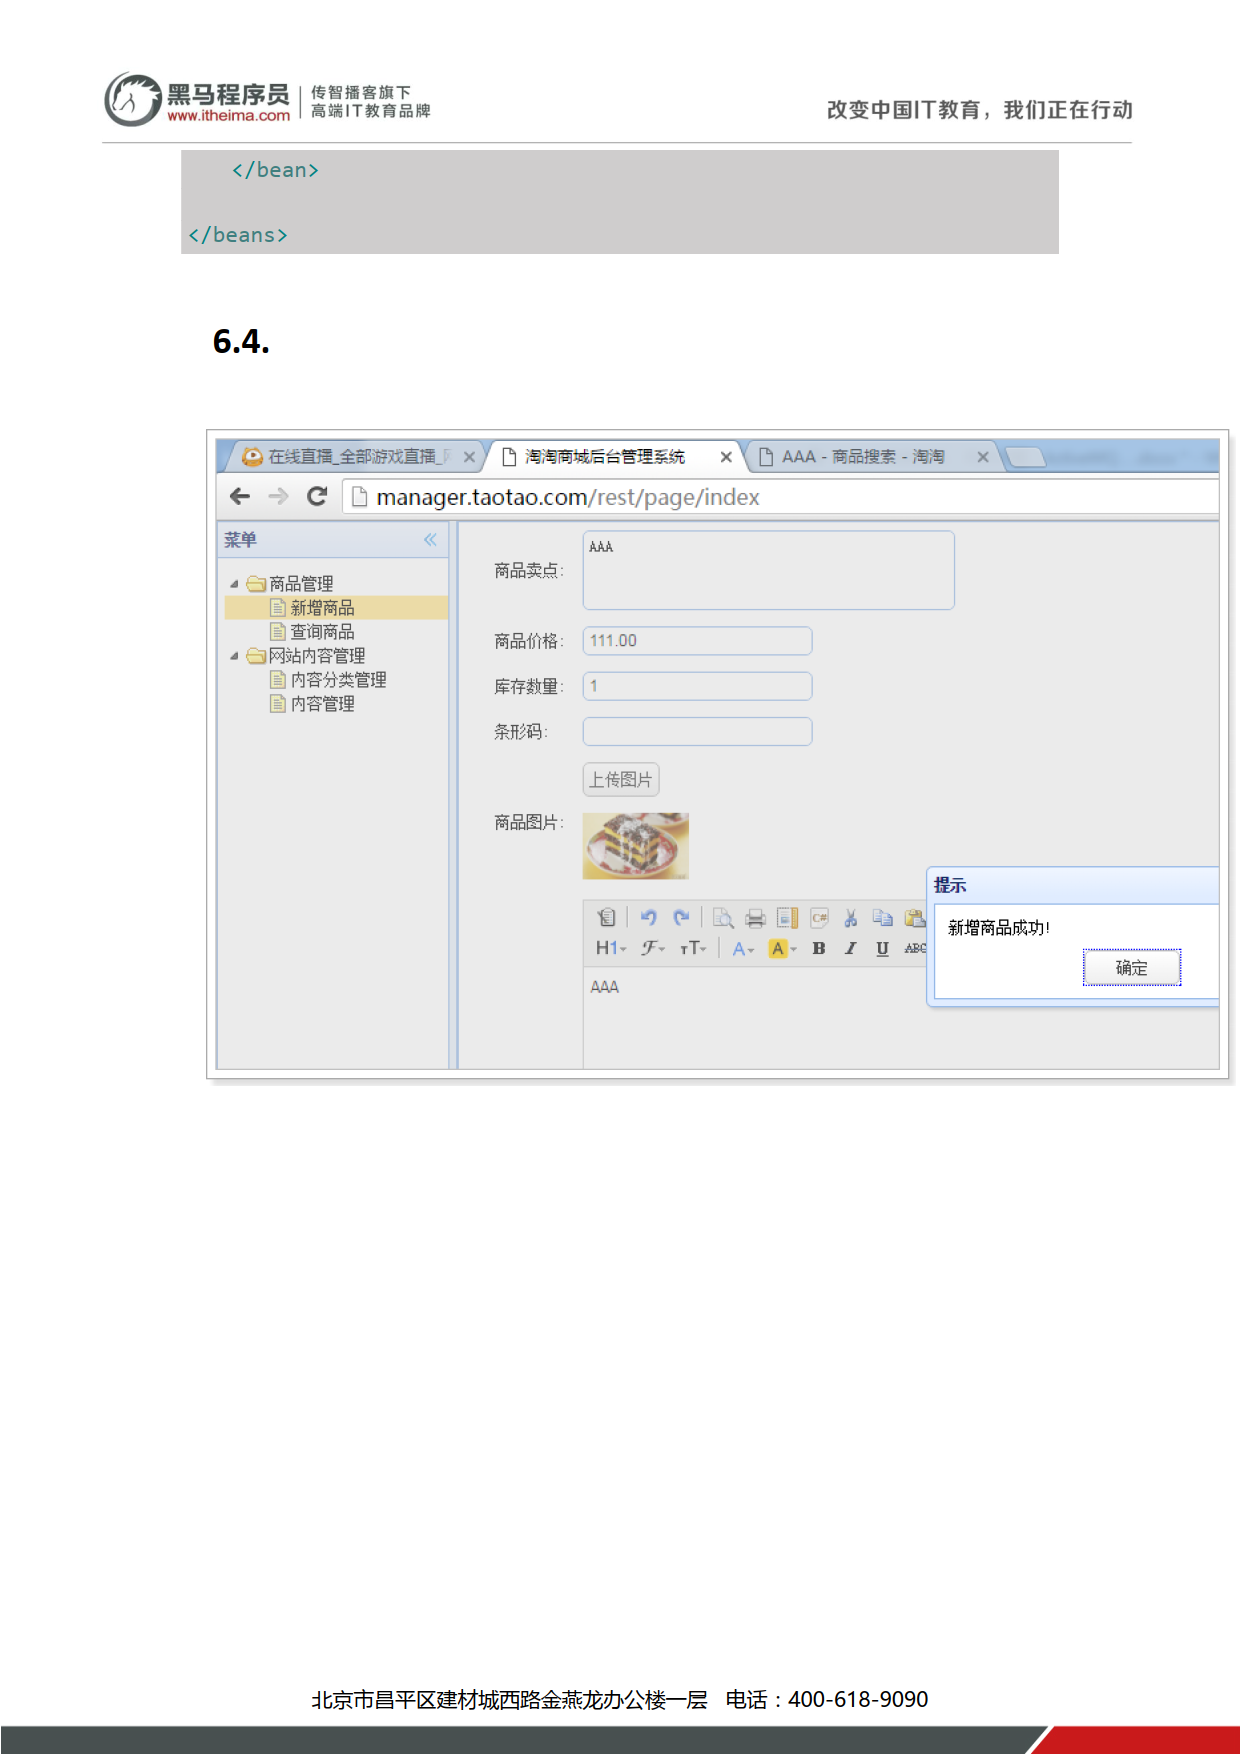 黑马程序员
www.itheima.com
传智播客旗下
高端IT教育品牌
改变中国IT教育，我们正在行动
</bean>
</beans>
6.4.
在线直播_全部游戏直播_
淘淘商城后台管理系统
AAA - 商品搜索 - 淘淘
manager.taotao.com/rest/page/index
菜单
商品管理
新增商品
查询商品
网站内容管理
内容分类管理
内容管理
商品卖点:
AAA
商品价格:
111.00
库存数量:
1
条形码:
上传图片
商品图片:
H1 F TT A A B I U ABC
AAA
提示
新增商品成功!
确定
北京市昌平区建材城西路金燕龙办公楼一层 电话：400-618-9090